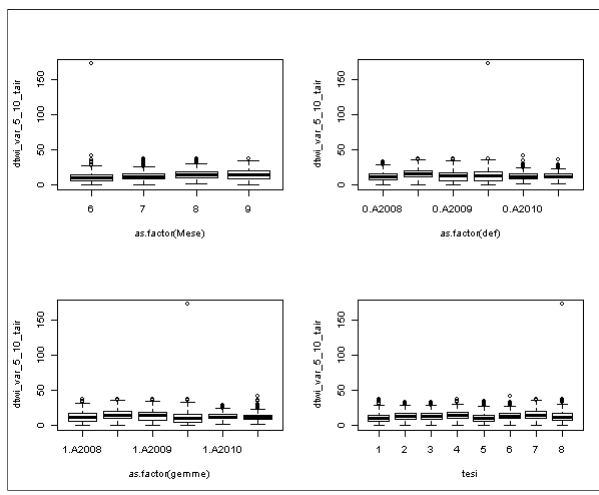 dtwi_var_5_10_tair
0 50 100 150
6 7 8 9
as.factor(Mese)
dtwi_var_5_10_tair
0 50 100 150
0.A2008 0.A2009 0.A2010
as.factor(def)
dtwi_var_5_10_tair
0 50 100 150
1.A2008 1.A2009 1.A2010
as.factor(gemme)
dtwi_var_5_10_tair
0 50 100 150
1 2 3 4 5 6 7 8
tesi